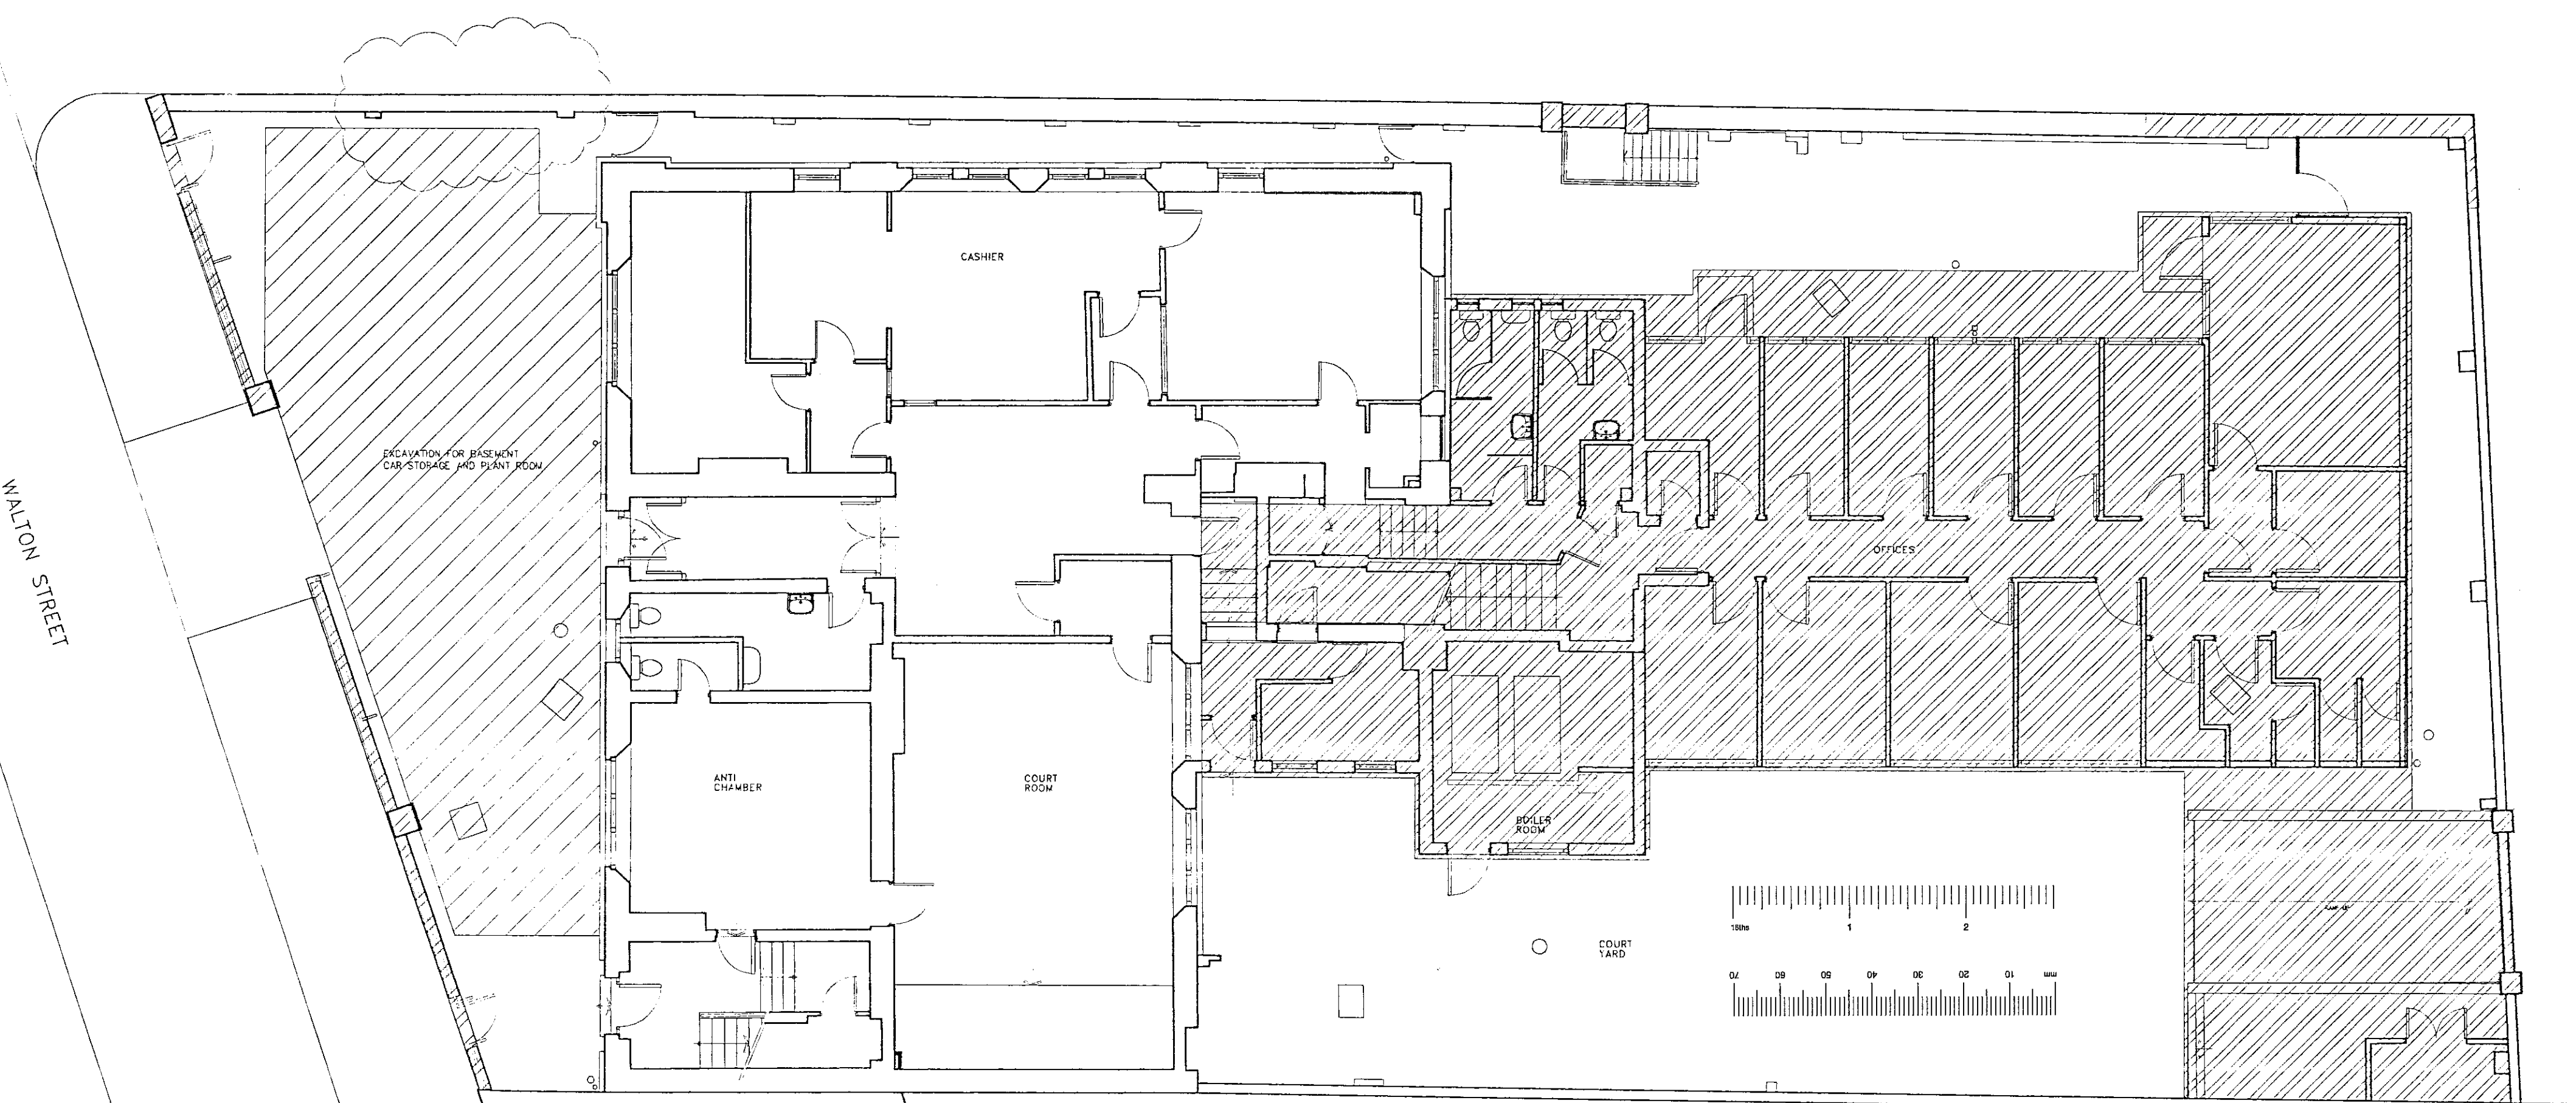 CASHIER
EXCAVATION FOR BASEMENT
CAR STORAGE AND PLANT ROOM
WALTON STREET
OFFICES
ANTI
CHAMBER
COURT
ROOM
BOILER
ROOM
COURT
YARD
16ths 1 2
70 60 50 40 30 20 10 mm